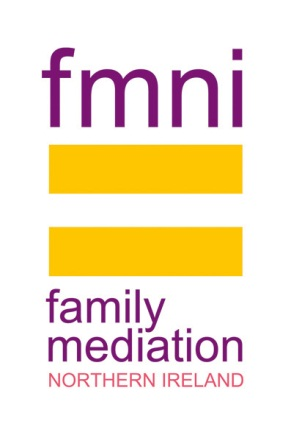 fmni
family
mediation
NORTHERN IRELAND